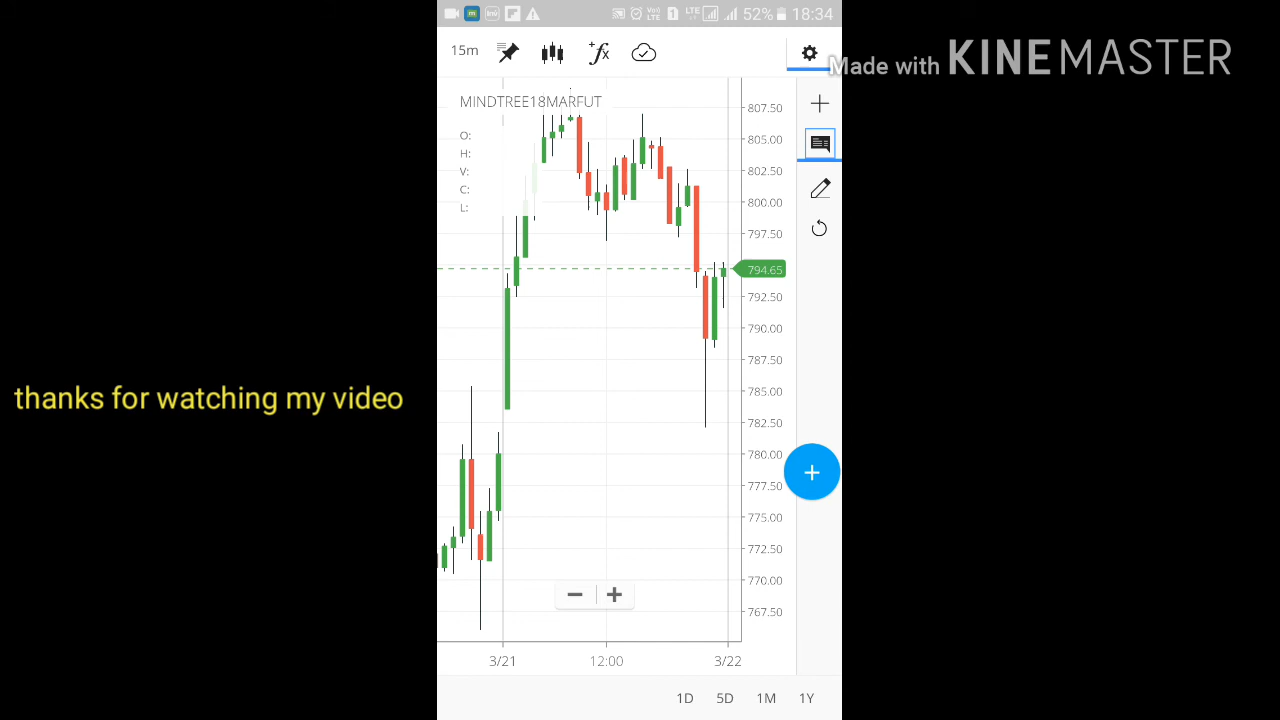 52% 18:34
15m
Made with KINEMASTER
MINDTREE18MARFUT
O:
H:
V:
C:
L:
807.50
805.00
802.50
800.00
797.50
794.65
792.50
790.00
787.50
785.00
782.50
780.00
777.50
775.00
772.50
770.00
767.50
thanks for watching my video
3/21 12:00 3/22
1D 5D 1M 1Y